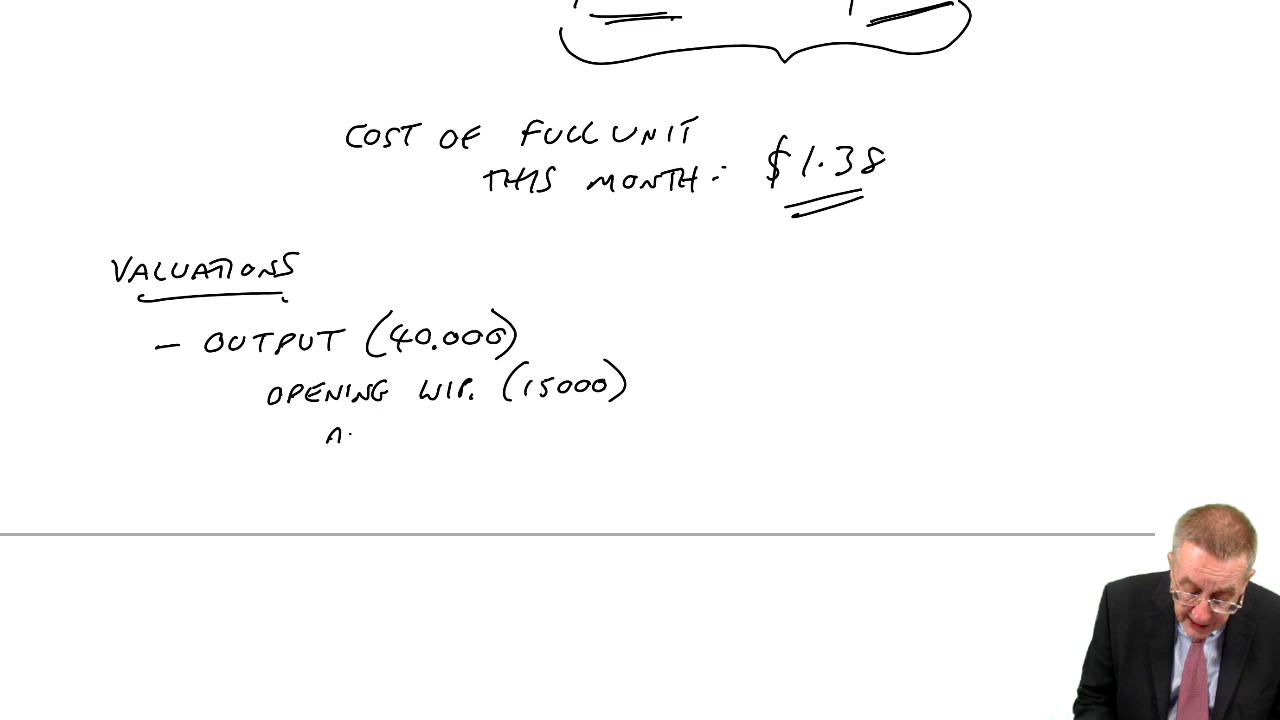 COST OF FULL UNIT
THIS MONTH: $1.38
VALUATIONS
- OUTPUT (40.000)
OPENING WIP. (15000)